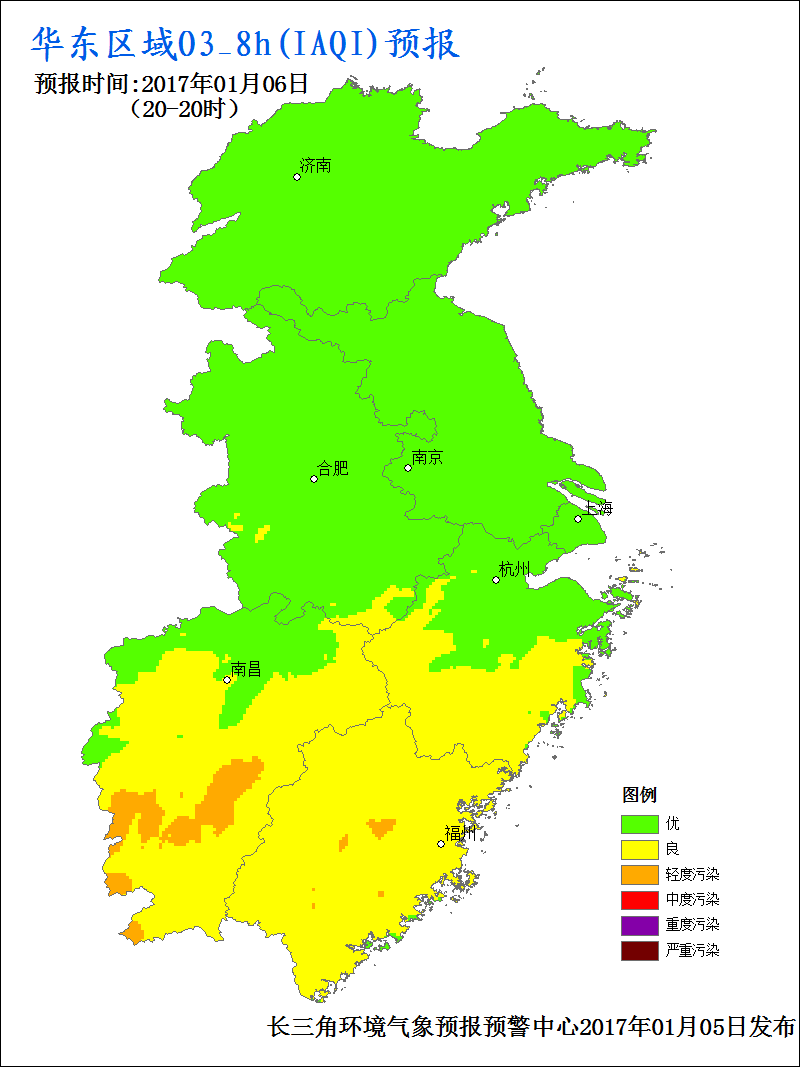 华东区域O3_8h(IAQI)预报
预报时间:2017年01月06日
(20-20时)
济南
南京
合肥
上海
杭州
南昌
图例
优
福州
良
轻度污染
中度污染
重度污染
严重污染
长三角环境气象预报预警中心2017年01月05日发布